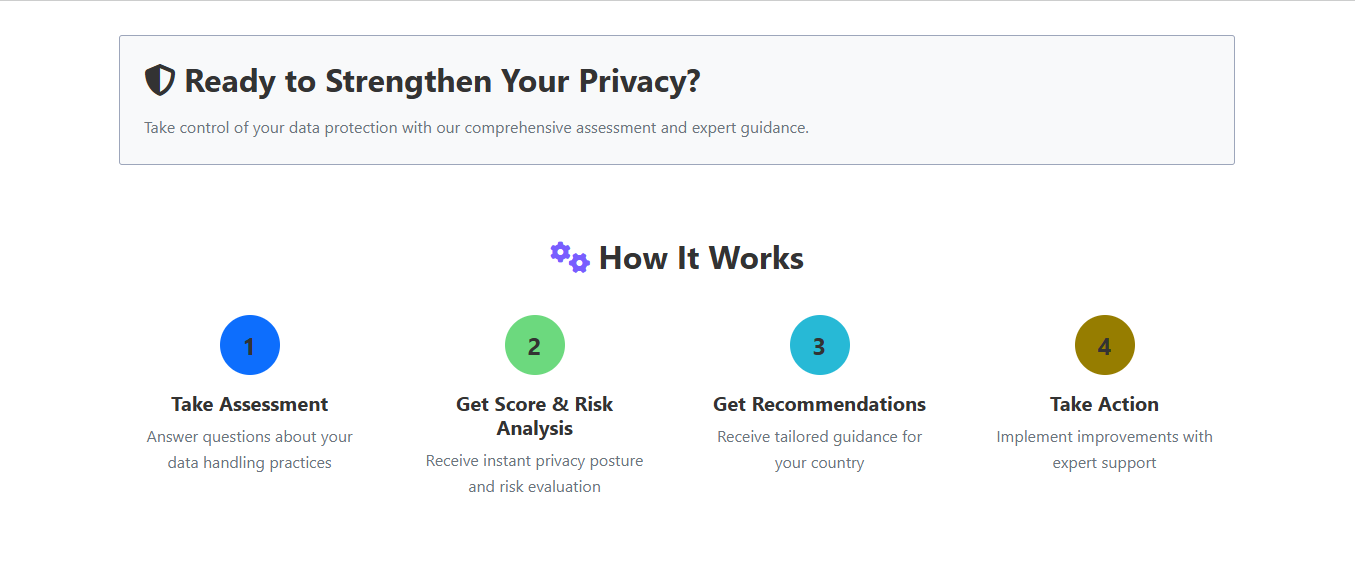 Ready to Strengthen Your Privacy?
Take control of your data protection with our comprehensive assessment and expert guidance.
How It Works
1
Take Assessment
Answer questions about your
data handling practices
2
Get Score & Risk
Analysis
Receive instant privacy posture
and risk evaluation
3
Get Recommendations
Receive tailored guidance for
your country
4
Take Action
Implement improvements with
expert support